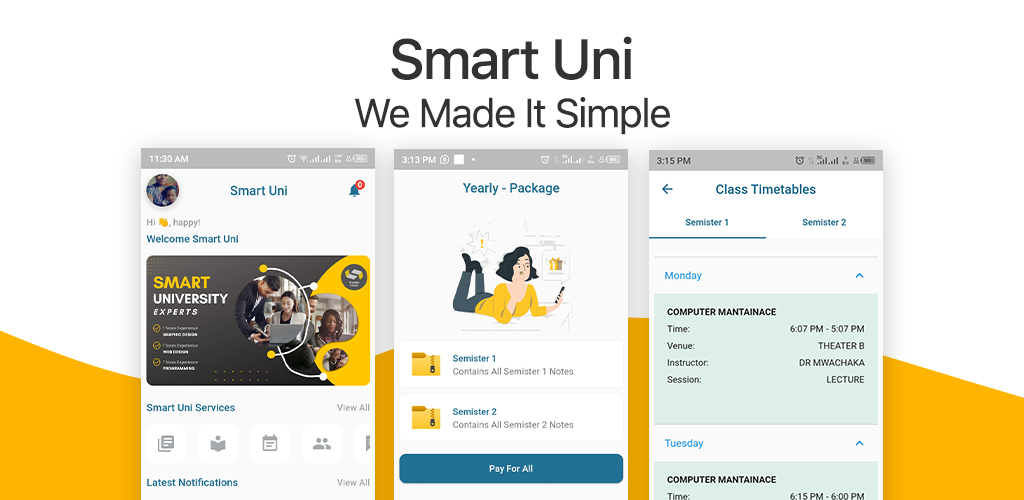 Smart Uni
We Made It Simple
11:30 AM
Smart Uni
0
Hi 👋, happy!
Welcome Smart Uni
SMART
UNIVERSITY
EXPERTS
GRAPHIC DESIGN
WEB DESIGN
PROGRAMMING
Smart Uni Services
View All
Latest Notifications
View All
3:13 PM
Yearly - Package
Semister 1
Contains All Semister 1 Notes
Semister 2
Contains All Semister 2 Notes
Pay For All
3:15 PM
Class Timetables
Semister 1
Semister 2
Monday
COMPUTER MANTAINACE
Time: 6:07 PM - 5:07 PM
Venue: THEATER B
Instructor: DR MWACHAKA
Session: LECTURE
Tuesday
COMPUTER MANTAINACE
Time: 6:15 PM - 6:00 PM